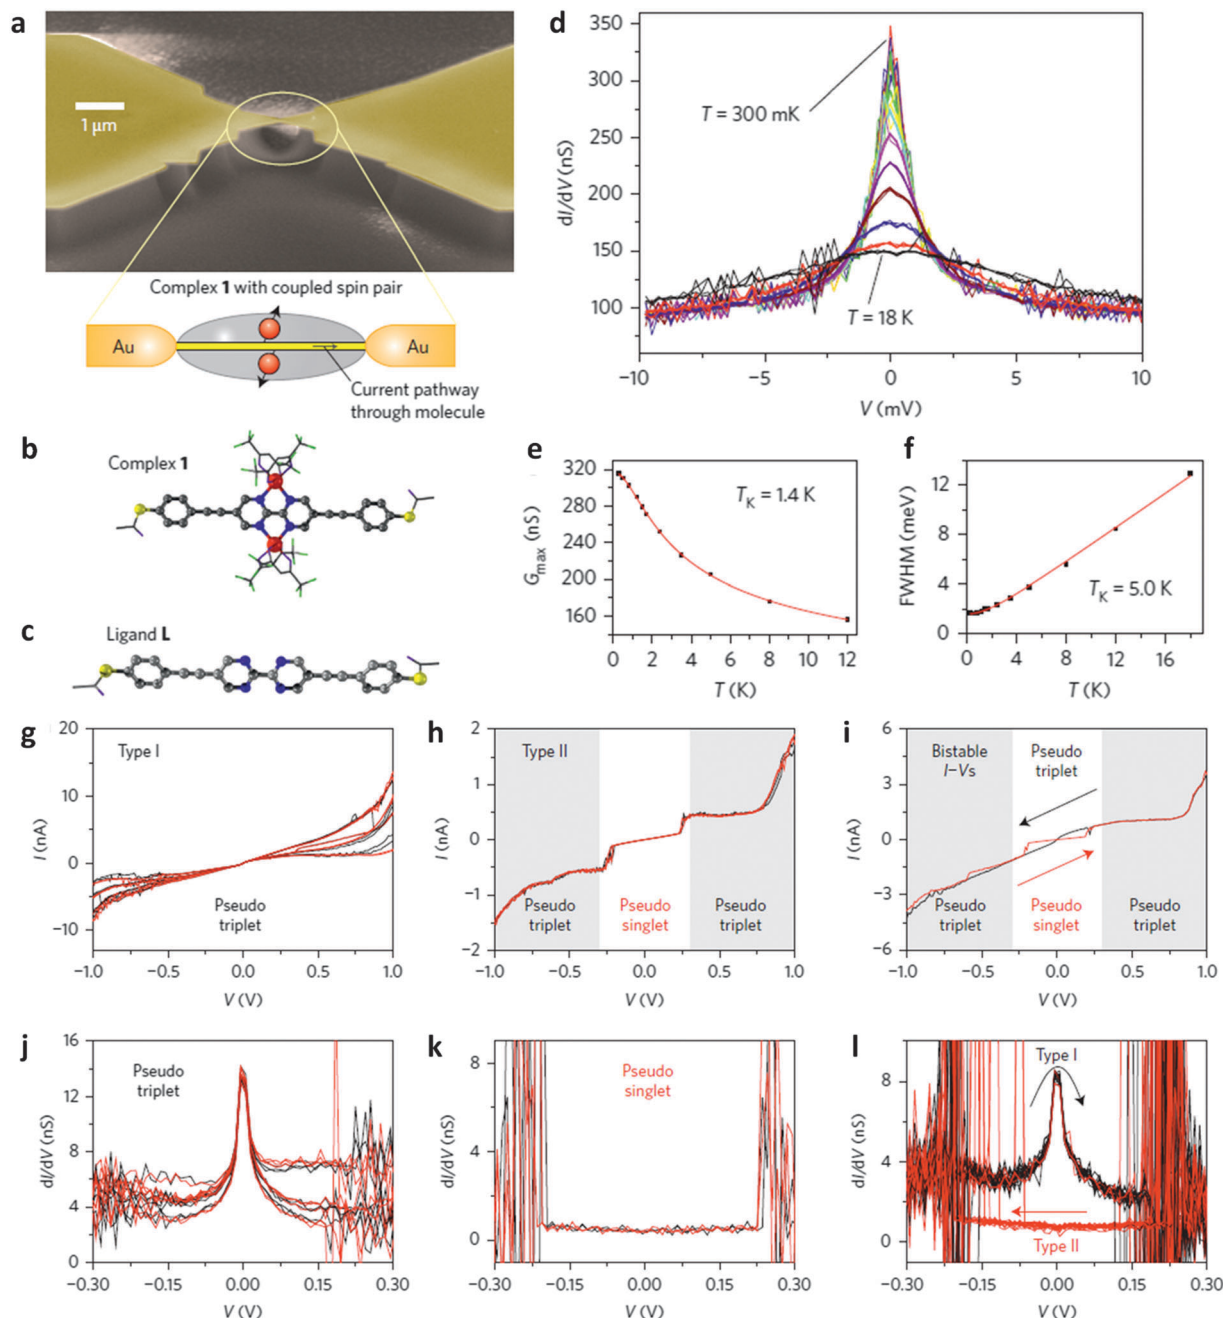 a
1 μm
Complex 1 with coupled spin pair
Au
Au
Current pathway
through molecule
b
Complex 1
c
Ligand L
d
350
300
250
200
150
100
dI/dV (nS)
T = 300 mK
T = 18 K
−10
−5
0
5
10
V (mV)
e
320
280
240
200
160
Gmax (nS)
TK = 1.4 K
0 2 4 6 8 10 12
T (K)
f
12
8
4
0
FWHM (meV)
TK = 5.0 K
0 4 8 12 16
T (K)
g
20
10
0
−10
I (nA)
Type I
Pseudo
triplet
−1.0 −0.5 0.0 0.5 1.0
V (V)
h
2
1
0
−1
−2
I (nA)
Type II
Pseudo
triplet
Pseudo
singlet
Pseudo
triplet
−1.0 −0.5 0.0 0.5 1.0
V (V)
i
6
3
0
−3
−6
I (nA)
Bistable
I–Vs
Pseudo
triplet
Pseudo
triplet
Pseudo
singlet
Pseudo
triplet
−1.0 −0.5 0.0 0.5 1.0
V (V)
j
16
12
8
4
0
dI/dV (nS)
Pseudo
triplet
−0.30 −0.15 0.00 0.15 0.30
V (V)
k
8
4
0
dI/dV (nS)
Pseudo
singlet
−0.30 −0.15 0.00 0.15 0.30
V (V)
l
8
4
0
dI/dV (nS)
Type I
Type II
−0.30 −0.15 0.00 0.15 0.30
V (V)